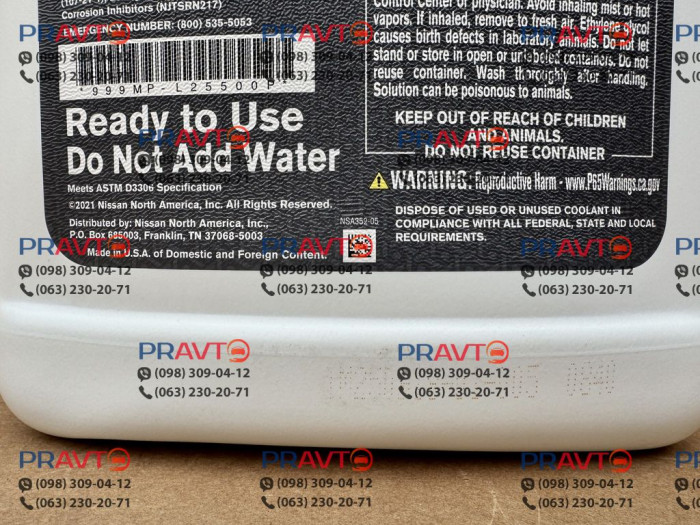 (107-21-1)
Corrosion Inhibitors (NJTSRN217)
EMERGENCY NUMBER: (800) 535-5053
*999MP-L25500P*
Ready to Use
Do Not Add Water
Meets ASTM D3306 Specification
©2021 Nissan North America, Inc. All Rights Reserved.
Distributed by: Nissan North America, Inc.,
P.O. Box 685003, Franklin, TN 37068-5003
Made in U.S.A. of Domestic and Foreign Content.
NSA352-05
Control Center or physician. Avoid inhaling mist or hot
vapors. If inhaled, remove to fresh air. Ethylene glycol
causes birth defects in laboratory animals. Do not let
stand or store in open or unlabeled containers. Do not
reuse container. Wash thoroughly after handling.
Solution can be poisonous to animals.
KEEP OUT OF REACH OF CHILDREN
AND ANIMALS.
DO NOT REUSE CONTAINER
WARNING: Reproductive Harm - www.P65Warnings.ca.gov
DISPOSE OF USED OR UNUSED COOLANT IN
COMPLIANCE WITH ALL FEDERAL, STATE AND LOCAL
REQUIREMENTS.
PRAVTO
(098) 309-04-12
(063) 230-20-71